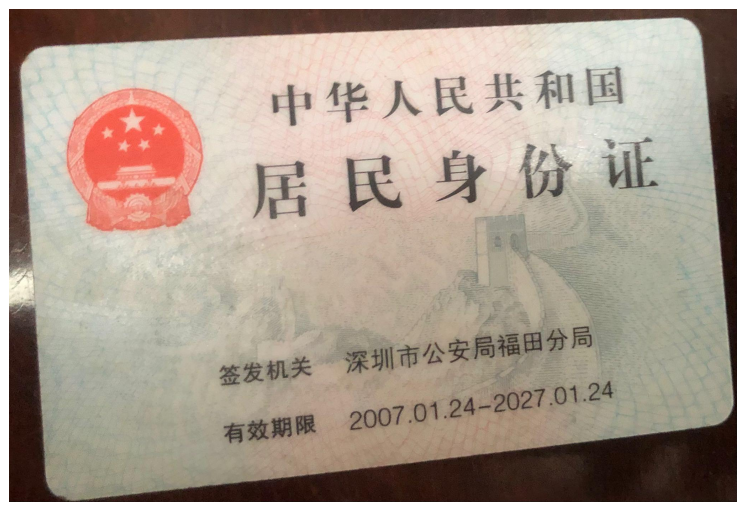 中华人民共和国
居民身份证
签发机关 深圳市公安局福田分局
有效期限 2007.01.24-2027.01.24